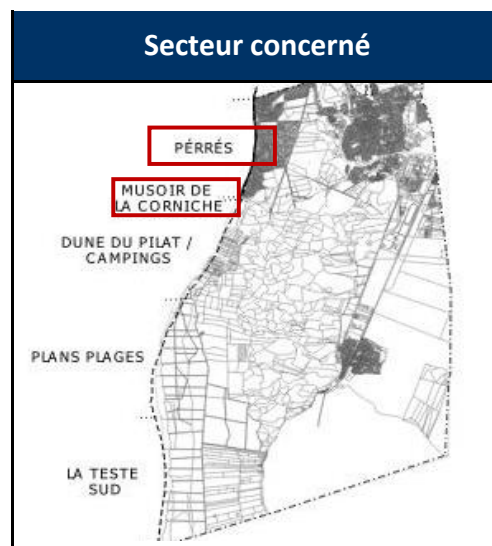 Secteur concerné
PÉRRÉS
MUSOIR DE
LA CORNICHE
DUNE DU PILAT /
CAMPINGS
PLANS PLAGES
LA TESTE
SUD